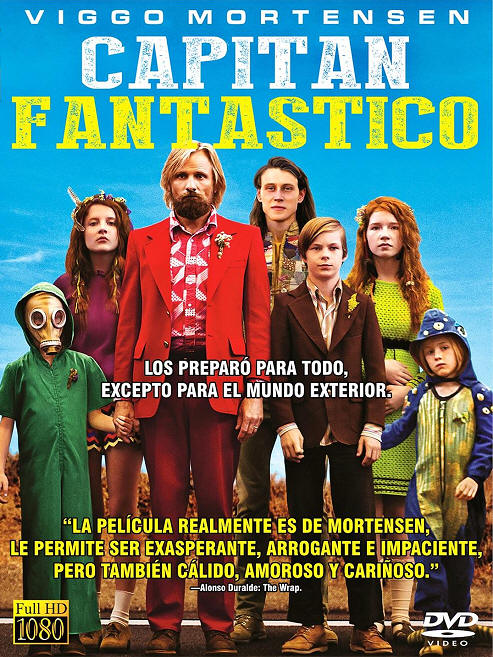 VIGGO MORTENSEN
CAPITAN
FANTASTICO
LOS PREPARÓ PARA TODO,
EXCEPTO PARA EL MUNDO EXTERIOR.
“LA PELÍCULA REALMENTE ES DE MORTENSEN,
LE PERMITE SER EXASPERANTE, ARROGANTE E IMPACIENTE,
PERO TAMBIÉN CÁLIDO, AMOROSO Y CARIÑOSO.”
—Alonso Duralde: The Wrap.
Full HD
1080
DVD
VIDEO